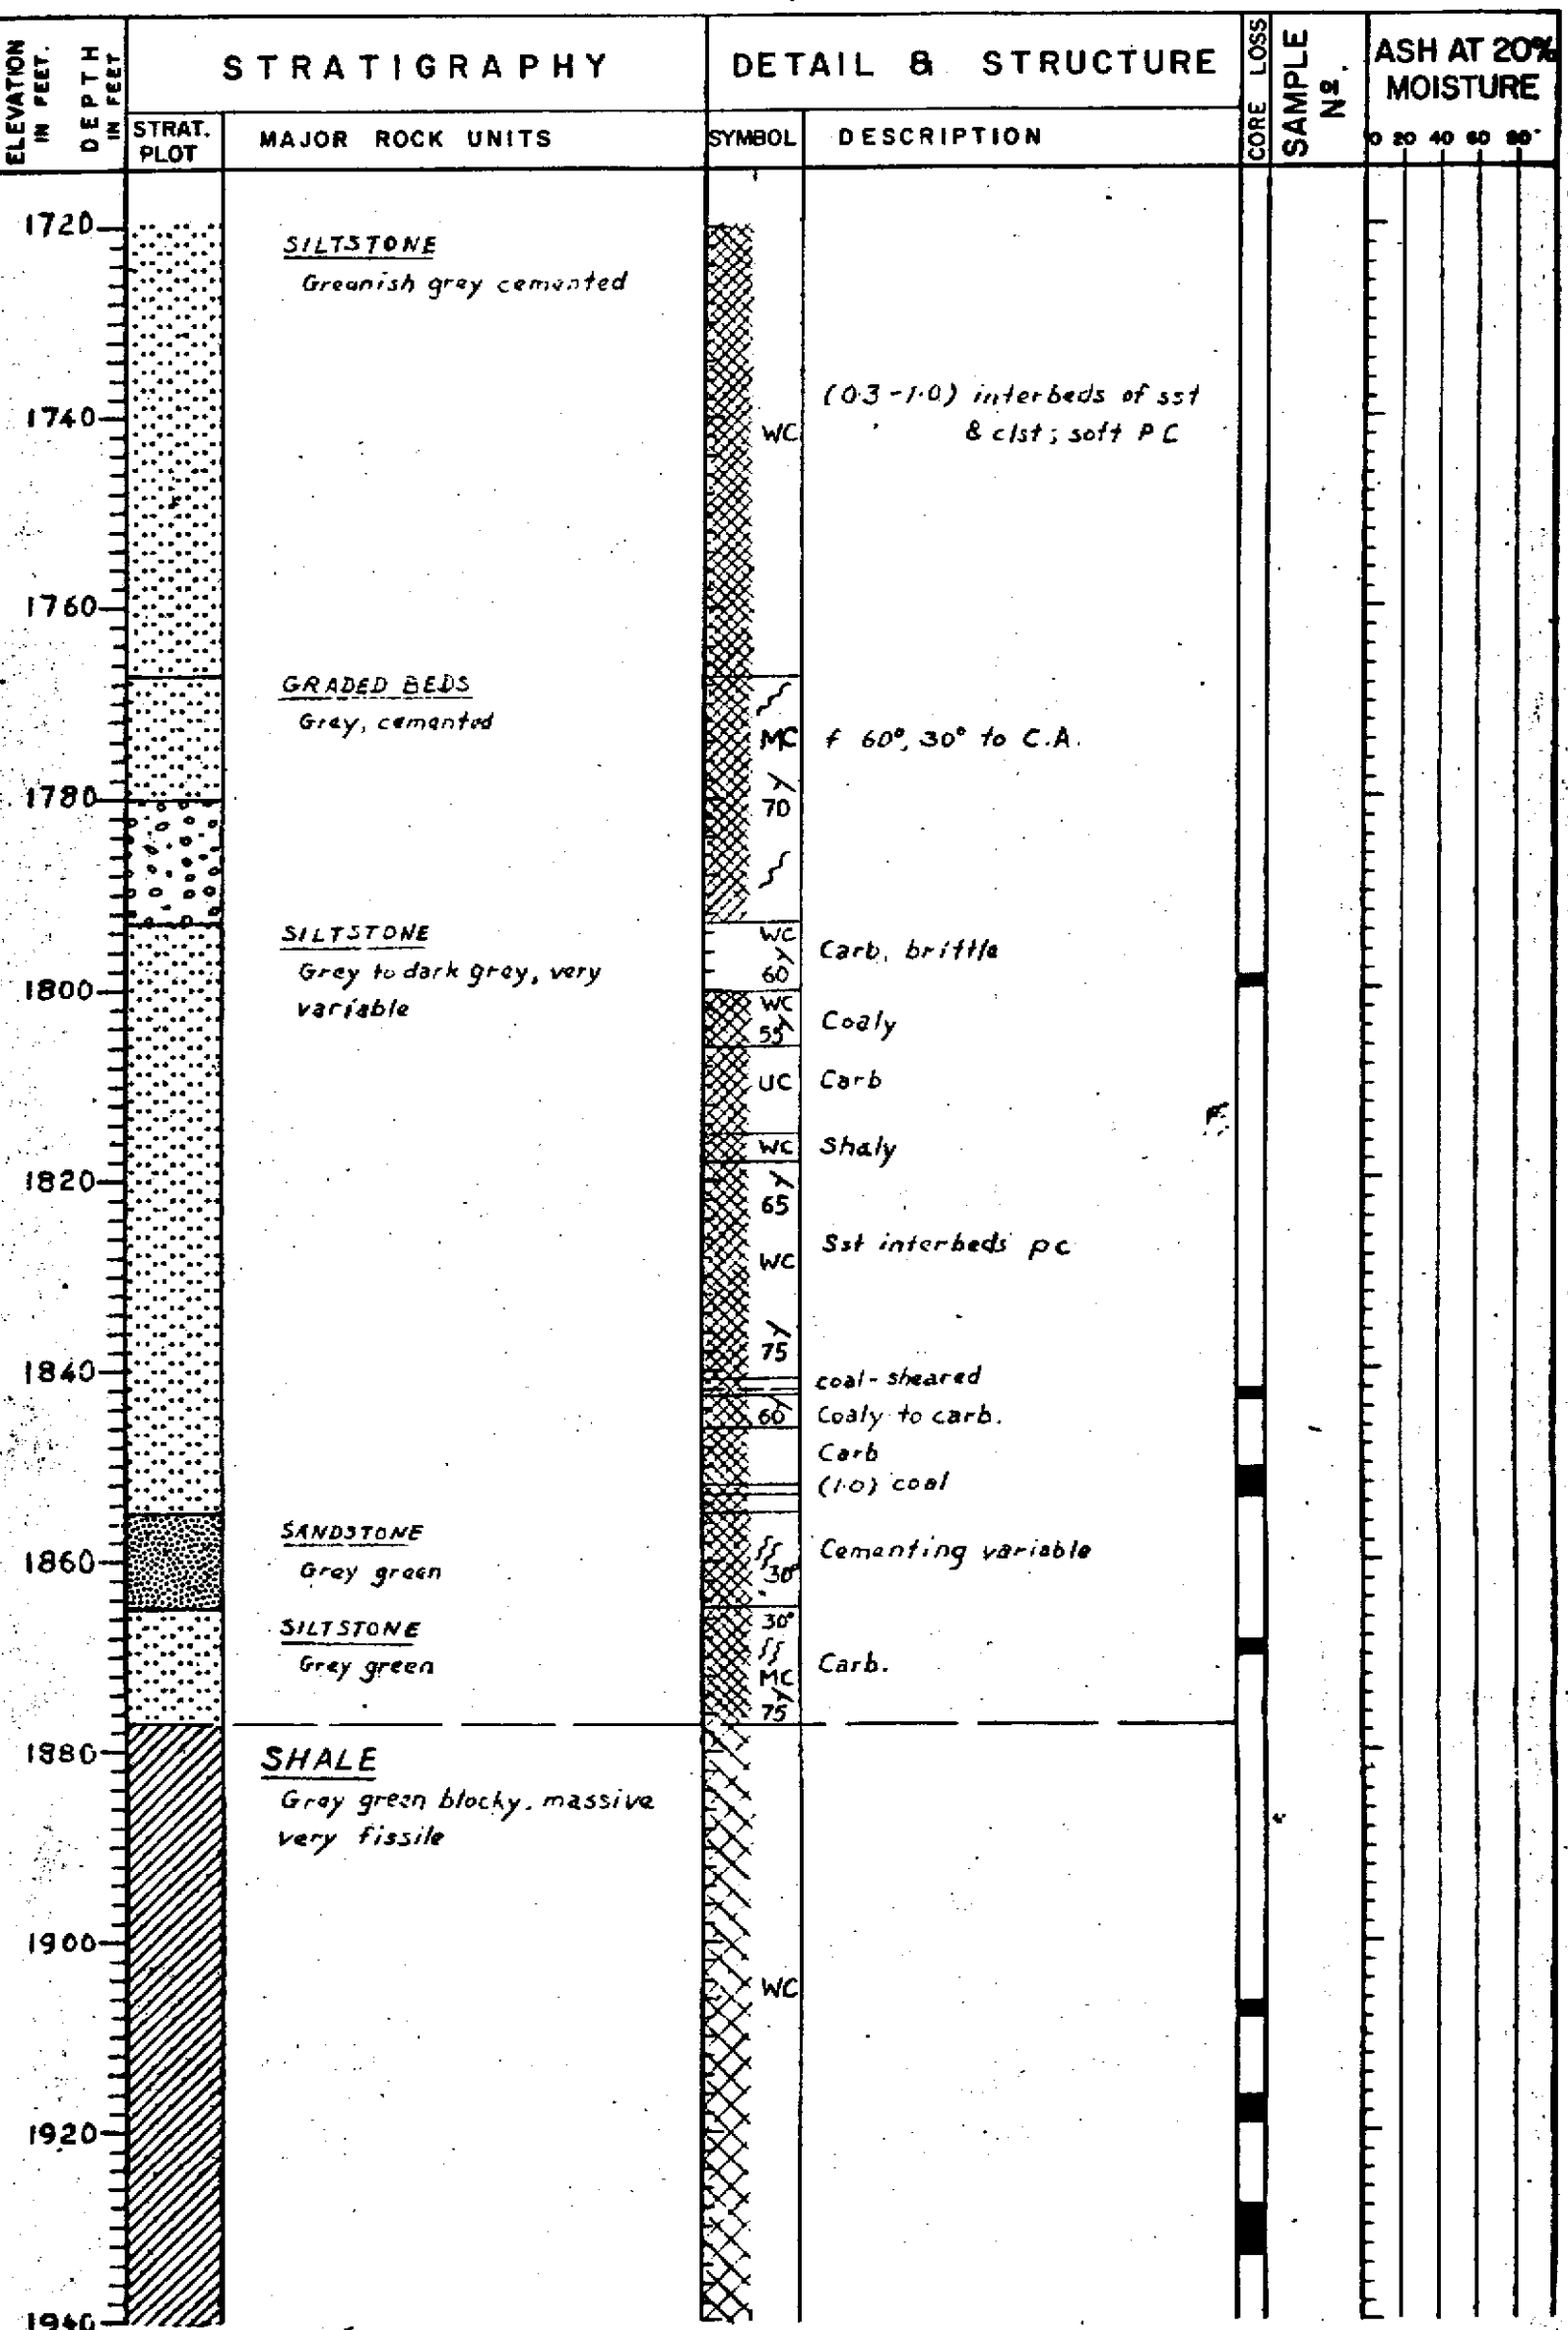 ELEVATION IN FEET.
DEPTH IN FEET
STRATIGRAPHY
DETAIL & STRUCTURE
CORE LOSS
SAMPLE Nº.
ASH AT 20% MOISTURE
STRAT. PLOT
MAJOR ROCK UNITS
SYMBOL
DESCRIPTION
0 20 40 60 80
1720
SILTSTONE
Greenish grey cemented
(0.3-1.0) interbeds of sst
1740
WC
& clst; soft PC
1760
GRADED BEDS
Grey, cemented
MC
f 60°, 30° to C.A.
1780
70
SILTSTONE
WC
Carb, brittle
Grey to dark grey, very
60
1800
variable
WC
Coaly
55
UC
Carb
WC
Shaly
1820
65
Sst interbeds pc
WC
75
1840
coal-sheared
60
Coaly to carb.
Carb
(1.0) coal
SANDSTONE
Cementing variable
1860
Grey green
30°
SILTSTONE
30°
Grey green
Carb.
MC
75
1880
SHALE
Grey green blocky, massive
very fissile
1900
WC
1920
1940